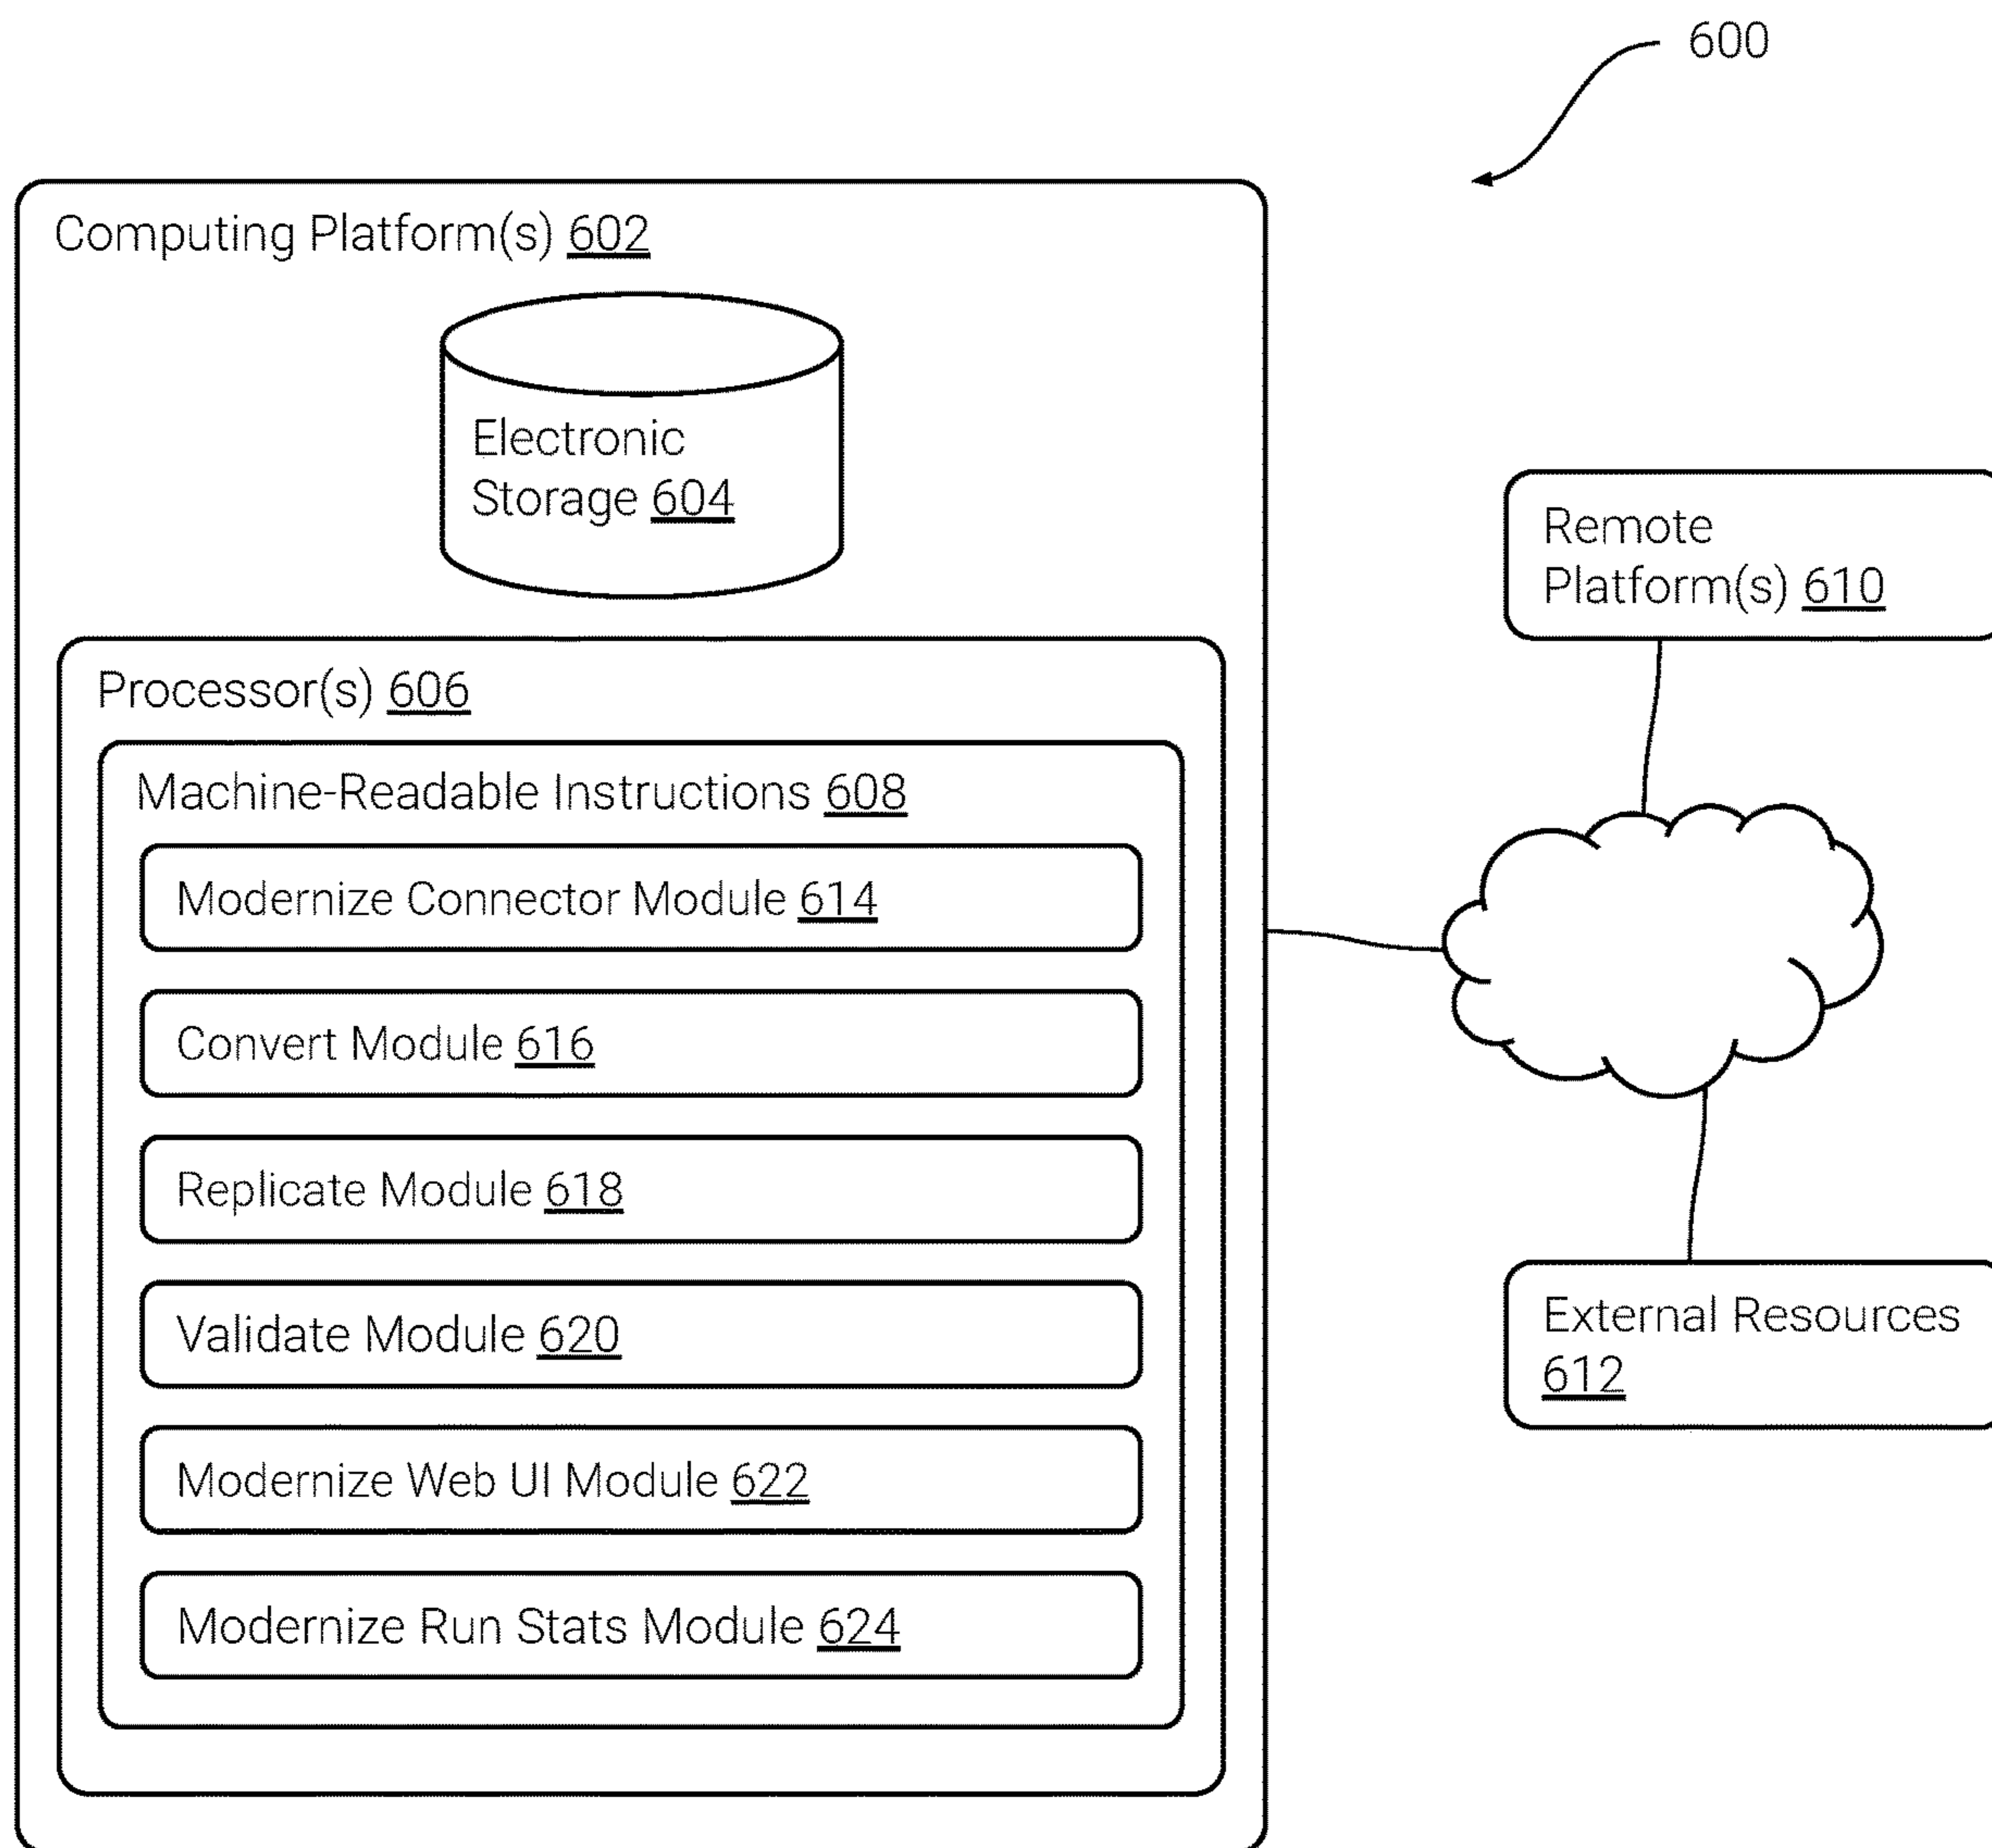 600
Computing Platform(s) 602
Electronic
Storage 604
Remote
Platform(s) 610
Processor(s) 606
Machine-Readable Instructions 608
Modernize Connector Module 614
Convert Module 616
Replicate Module 618
Validate Module 620
External Resources
612
Modernize Web UI Module 622
Modernize Run Stats Module 624